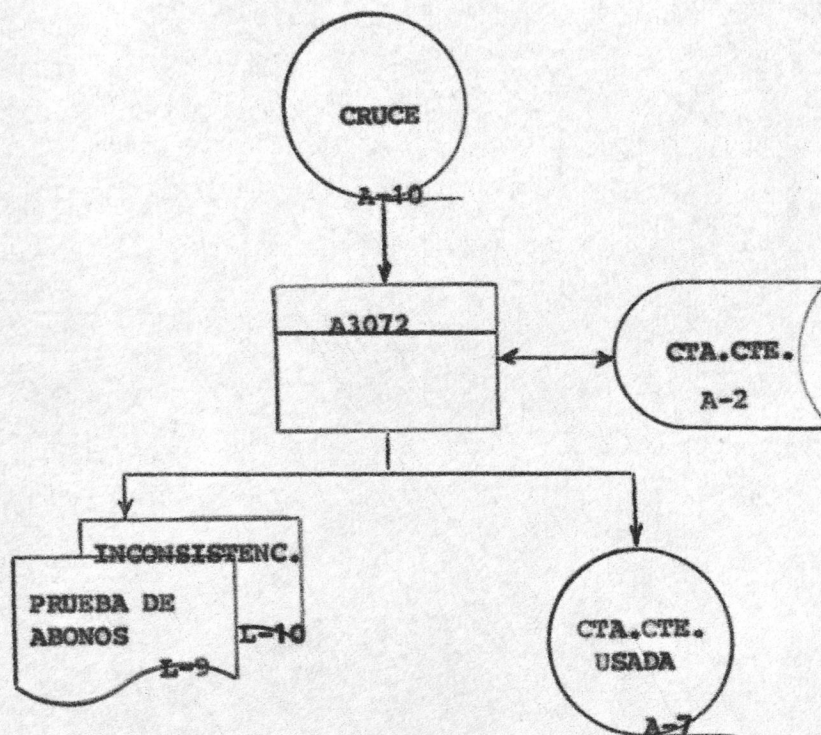 CRUCE
A-10
A3072
CTA.CTE.
A-2
INCONSISTENC.
L-10
PRUEBA DE
ABONOS
L-9
CTA.CTE.
USADA
A-7